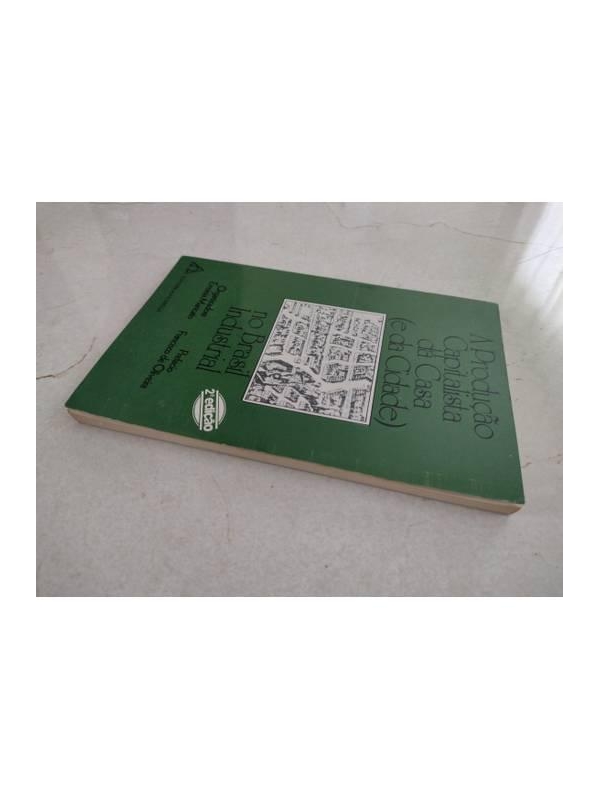 A Produção
Capitalista
da Casa
(e da Cidade)
no Brasil
Industrial
2ª edição
Prefácio
Francisco de Oliveira